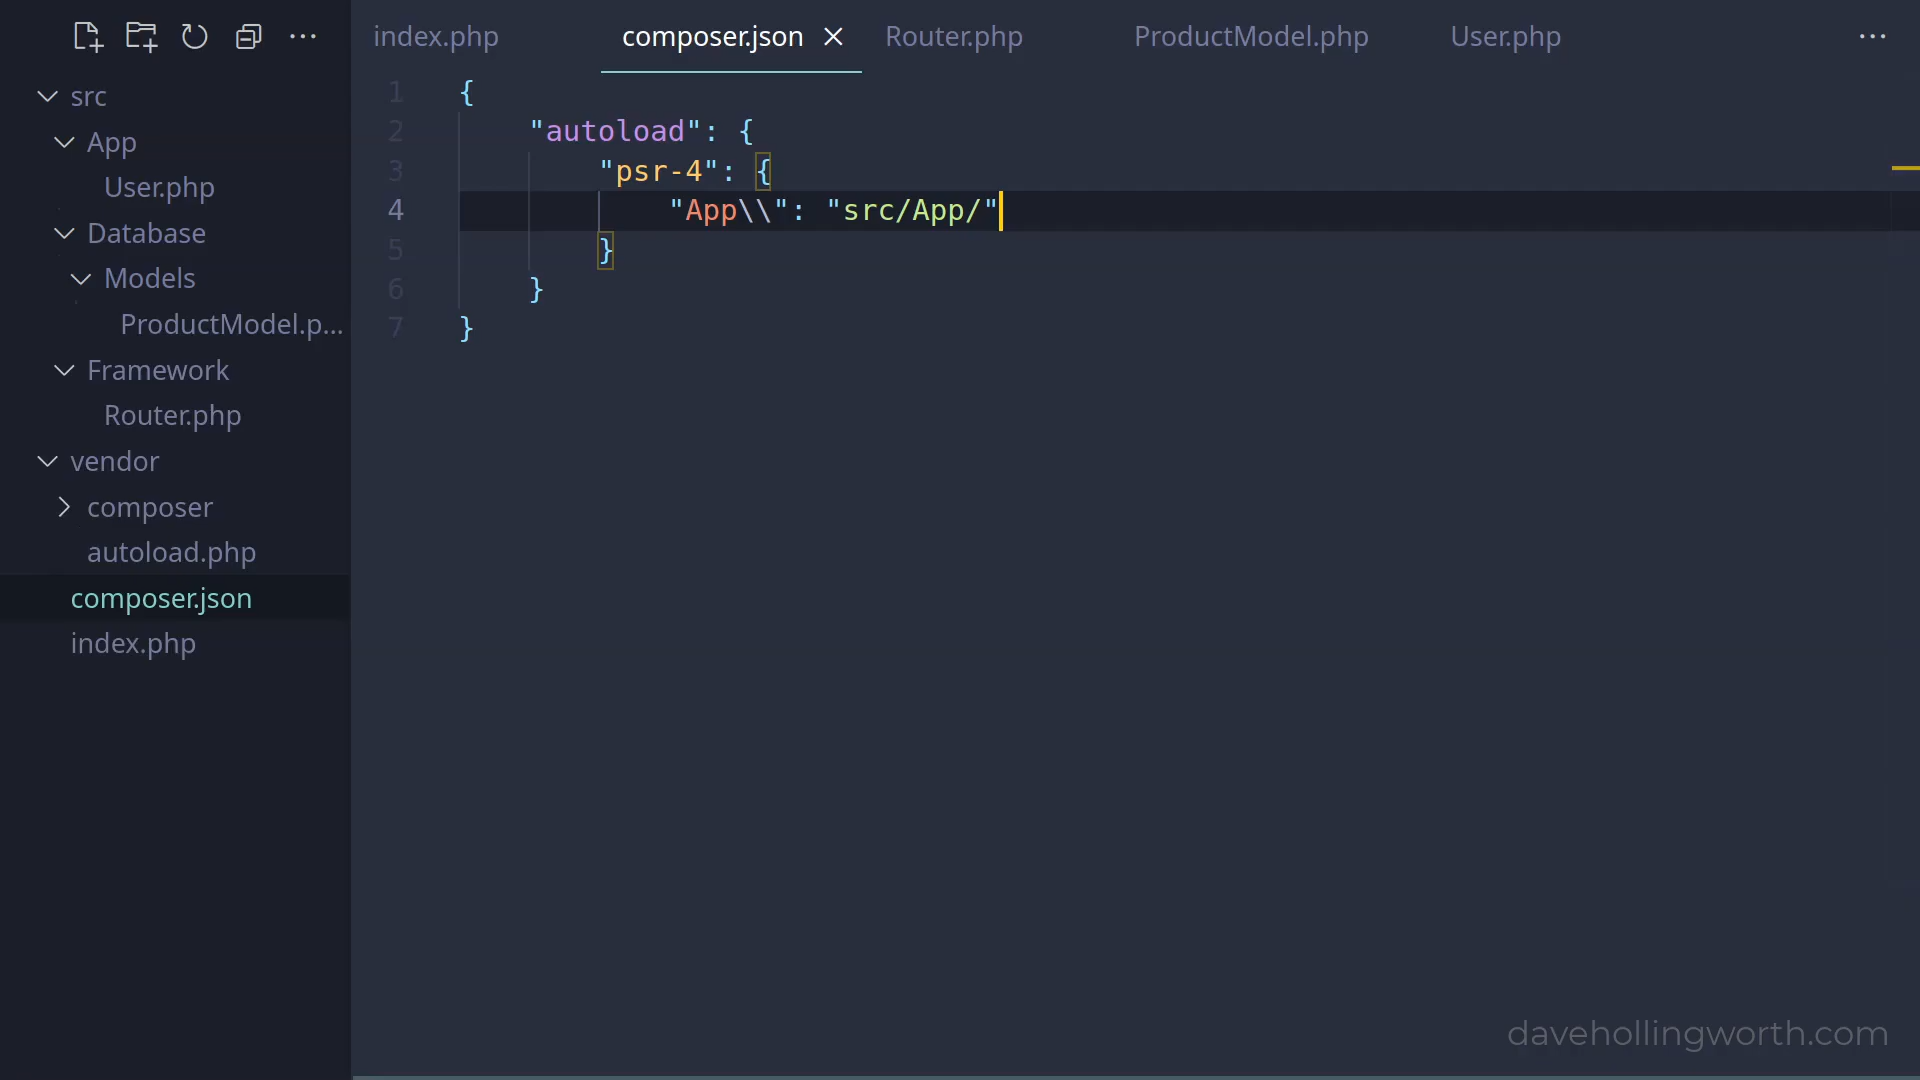 src
App
User.php
Database
Models
ProductModel.p...
Framework
Router.php
vendor
composer
autoload.php
composer.json
index.php
index.php composer.json Router.php ProductModel.php User.php
1 {
2 "autoload": {
3 "psr-4": {
4 "App\\": "src/App/"
5 }
6 }
7 }
davehollingworth.com